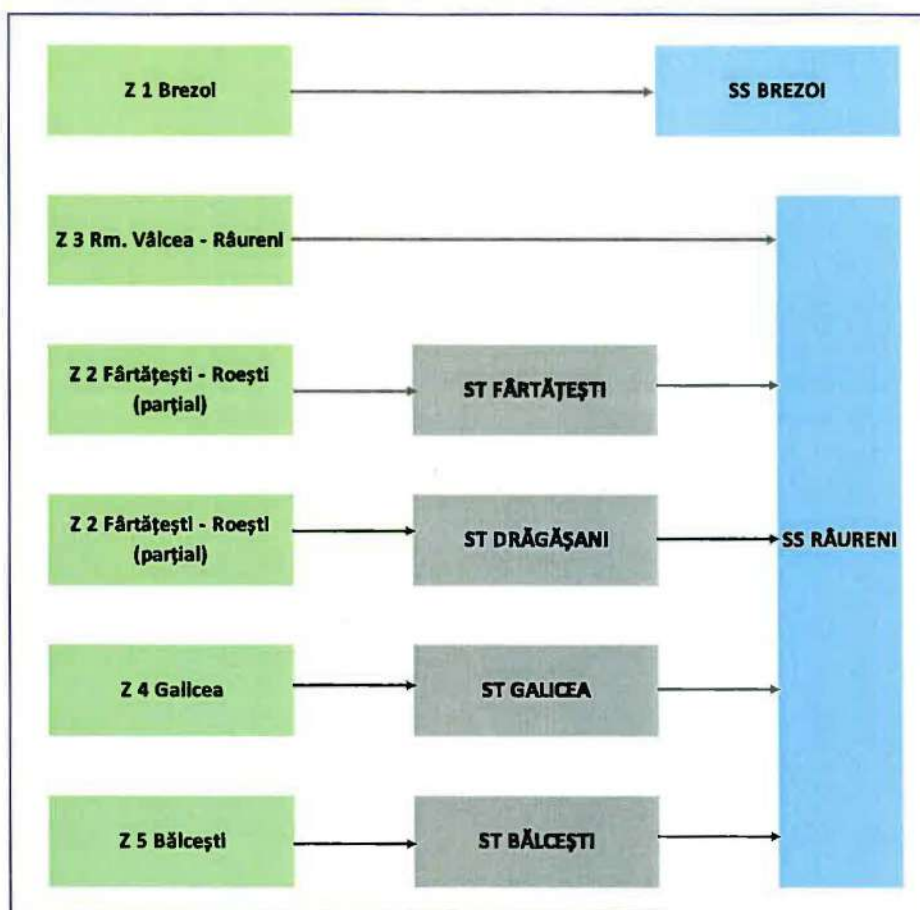 Z 1 Brezoi
SS BREZOI
Z 3 Rm. Vâlcea - Râureni
Z 2 Fârtățești - Roești
(parțial)
ST FÂRTĂȚEȘTI
Z 2 Fârtățești - Roești
(parțial)
ST DRĂGĂȘANI
SS RÂURENI
Z 4 Galicea
ST GALICEA
Z 5 Bălcești
ST BĂLCEȘTI